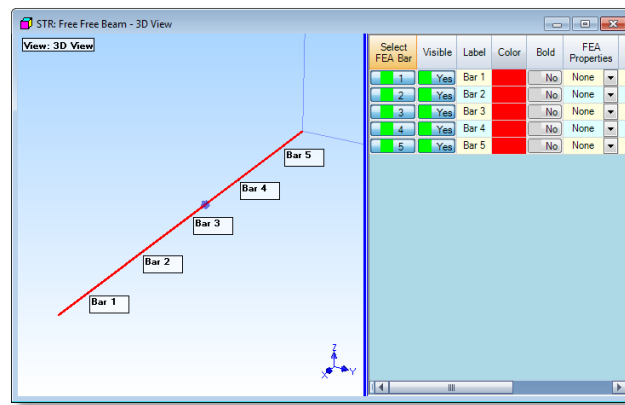 STR: Free Free Beam - 3D View
View: 3D View
Bar 5
Bar 4
Bar 3
Bar 2
Bar 1
Z
X
Y
Select FEA Bar Visible Label Color Bold FEA Properties
1 Yes Bar 1 No None
2 Yes Bar 2 No None
3 Yes Bar 3 No None
4 Yes Bar 4 No None
5 Yes Bar 5 No None